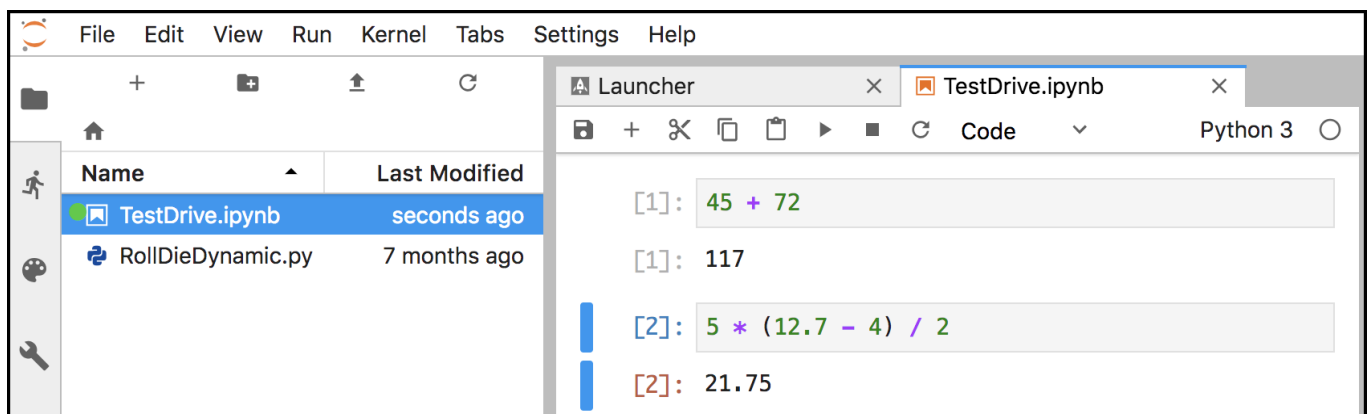 File Edit View Run Kernel Tabs Settings Help
Launcher
TestDrive.ipynb
Code
Python 3
Name Last Modified
TestDrive.ipynb seconds ago
RollDieDynamic.py 7 months ago
[1]: 45 + 72
[1]: 117
[2]: 5 * (12.7 - 4) / 2
[2]: 21.75